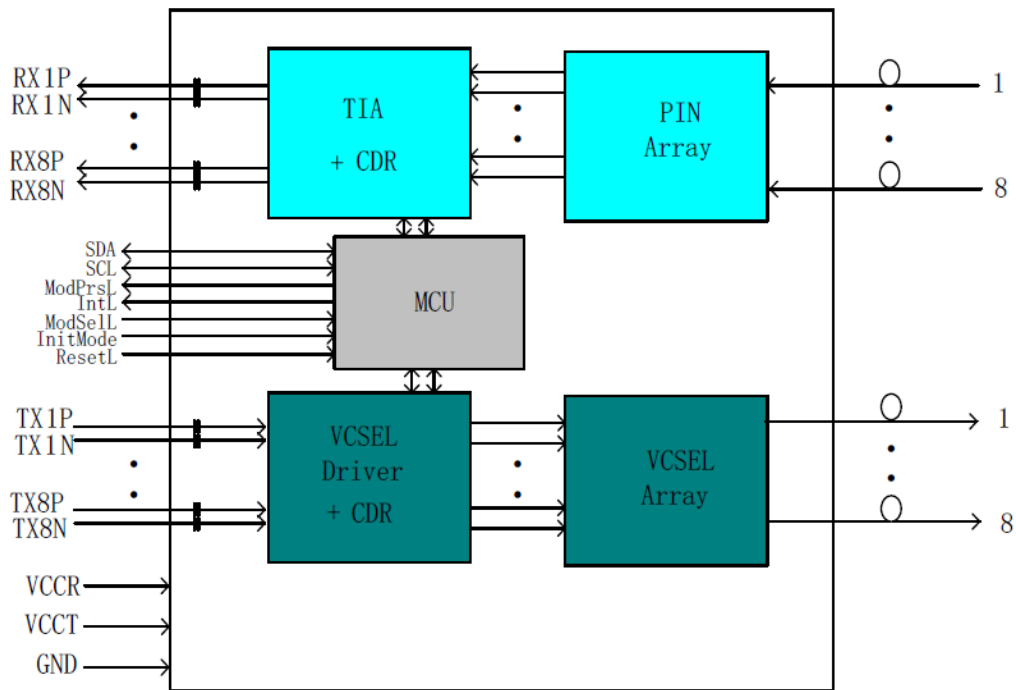 RX1P
RX1N
RX8P
RX8N
TIA
+ CDR
PIN
Array
1
8
SDA
SCL
ModPrsL
IntL
ModSelL
InitMode
ResetL
MCU
TX1P
TX1N
TX8P
TX8N
VCSEL
Driver
+ CDR
VCSEL
Array
1
8
VCCR
VCCT
GND